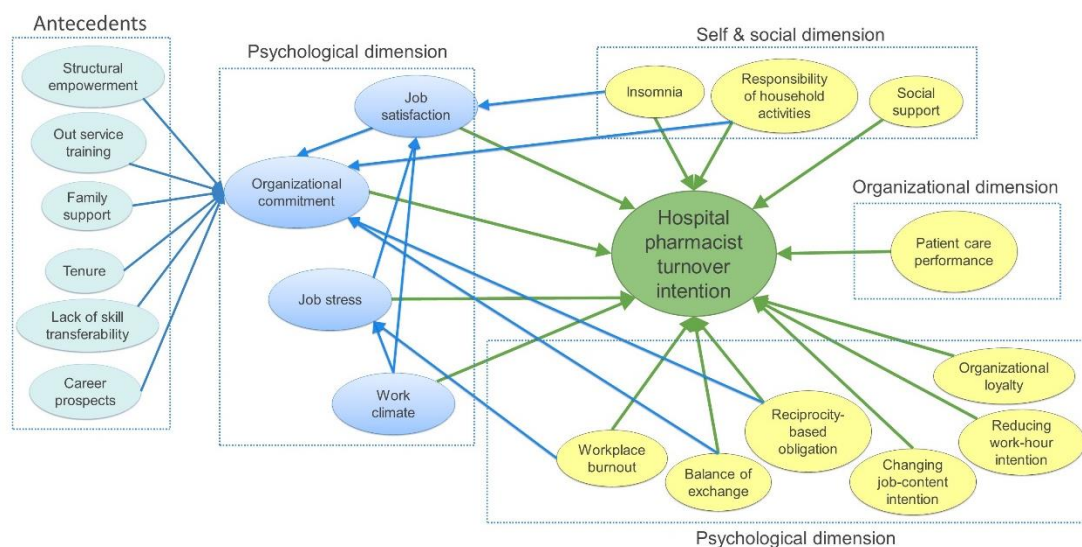 Antecedents
Structural
empowerment
Out service
training
Family
support
Tenure
Lack of skill
transferability
Career
prospects
Psychological dimension
Job
satisfaction
Organizational
commitment
Job stress
Work
climate
Self & social dimension
Insomnia
Responsibility
of household
activities
Social
support
Hospital
pharmacist
turnover
intention
Organizational dimension
Patient care
performance
Organizational
loyalty
Reducing
work-hour
intention
Changing
job-content
intention
Reciprocity-
based
obligation
Balance of
exchange
Workplace
burnout
Psychological dimension